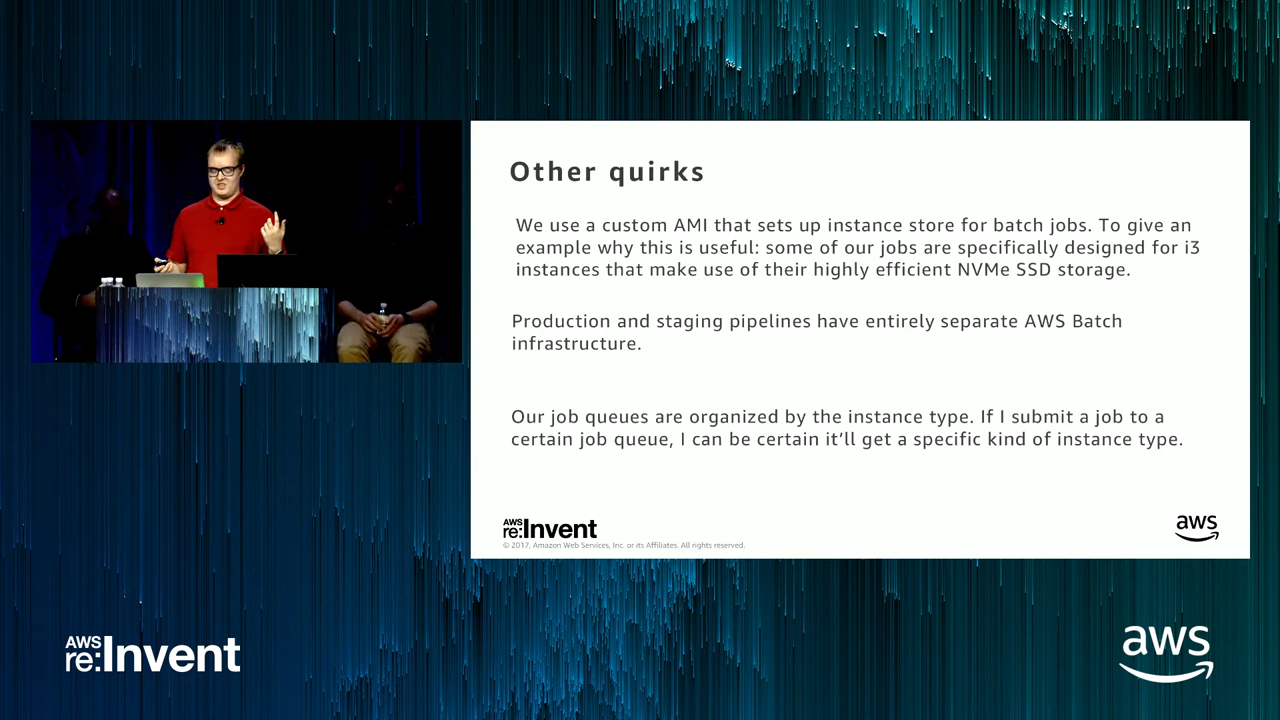 Other quirks
We use a custom AMI that sets up instance store for batch jobs. To give an
example why this is useful: some of our jobs are specifically designed for i3
instances that make use of their highly efficient NVMe SSD storage.
Production and staging pipelines have entirely separate AWS Batch
infrastructure.
Our job queues are organized by the instance type. If I submit a job to a
certain job queue, I can be certain it’ll get a specific kind of instance type.
AWS
re:Invent
© 2017, Amazon Web Services, Inc. or its Affiliates. All rights reserved.
aws
AWS
re:Invent
aws